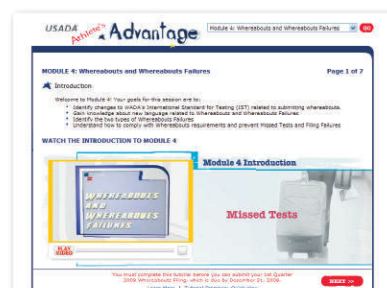 USADA Athlete's Advantage
Module 4: Whereabouts and Whereabouts Failures GO
MODULE 4: Whereabouts and Whereabouts Failures Page 1 of 7
Introduction
Welcome to Module 4! Your goals for this session are to:
• Identify changes to WADA's International Standard for Testing (IST) related to submitting whereabouts.
• Gain knowledge about new language related to Whereabouts and Whereabouts Failures
• Identify the two types of Whereabouts Failures
• Understand how to comply with Whereabouts requirements and prevent Missed Tests and Filing Failures
WATCH THE INTRODUCTION TO MODULE 4
Module 4 Introduction
WHEREABOUTS
AND
WHEREABOUTS
FAILURES
Missed Tests
PLAY
VIDEO
You must complete this tutorial before you can submit your 1st Quarter
2009 Whereabouts Filing, which is due by December 31, 2008.
NEXT >>